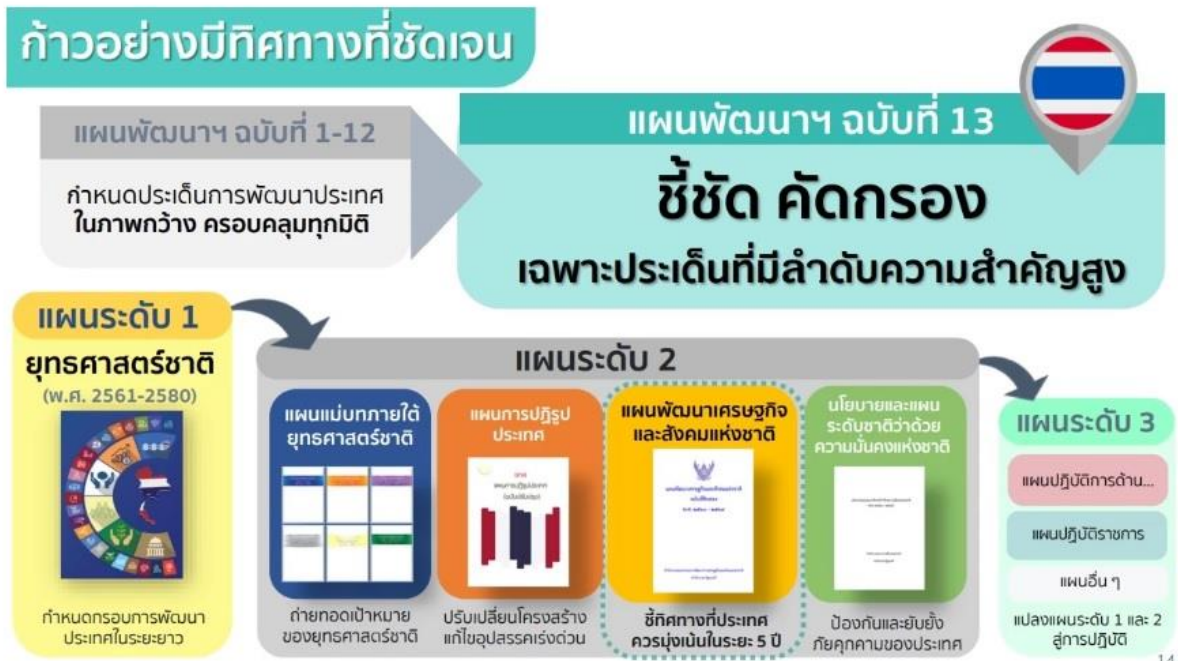 ก้าวอย่างมีทิศทางที่ชัดเจน
แผนพัฒนาฯ ฉบับที่ 1-12
กำหนดประเด็นการพัฒนาประเทศ
ในภาพกว้าง ครอบคลุมทุกมิติ
แผนพัฒนาฯ ฉบับที่ 13
ชี้ชัด คัดกรอง
เฉพาะประเด็นที่มีลำดับความสำคัญสูง
แผนระดับ 1
ยุทธศาสตร์ชาติ
(พ.ศ. 2561-2580)
กำหนดกรอบการพัฒนา
ประเทศในระยะยาว
แผนระดับ 2
แผนแม่บทภายใต้
ยุทธศาสตร์ชาติ
ถ่ายทอดเป้าหมาย
ของยุทธศาสตร์ชาติ
แผนการปฏิรูป
ประเทศ
ปรับเปลี่ยนโครงสร้าง
แก้ไขอุปสรรคเร่งด่วน
แผนพัฒนาเศรษฐกิจ
และสังคมแห่งชาติ
ชี้ทิศทางที่ประเทศ
ควรมุ่งเน้นในระยะ 5 ปี
นโยบายและแผน
ระดับชาติว่าด้วย
ความมั่นคงแห่งชาติ
ป้องกันและยับยั้ง
ภัยคุกคามของประเทศ
แผนระดับ 3
แผนปฏิบัติการด้าน...
แผนปฏิบัติราชการ
แผนอื่น ๆ
แปลงแผนระดับ 1 และ 2
สู่การปฏิบัติ
14